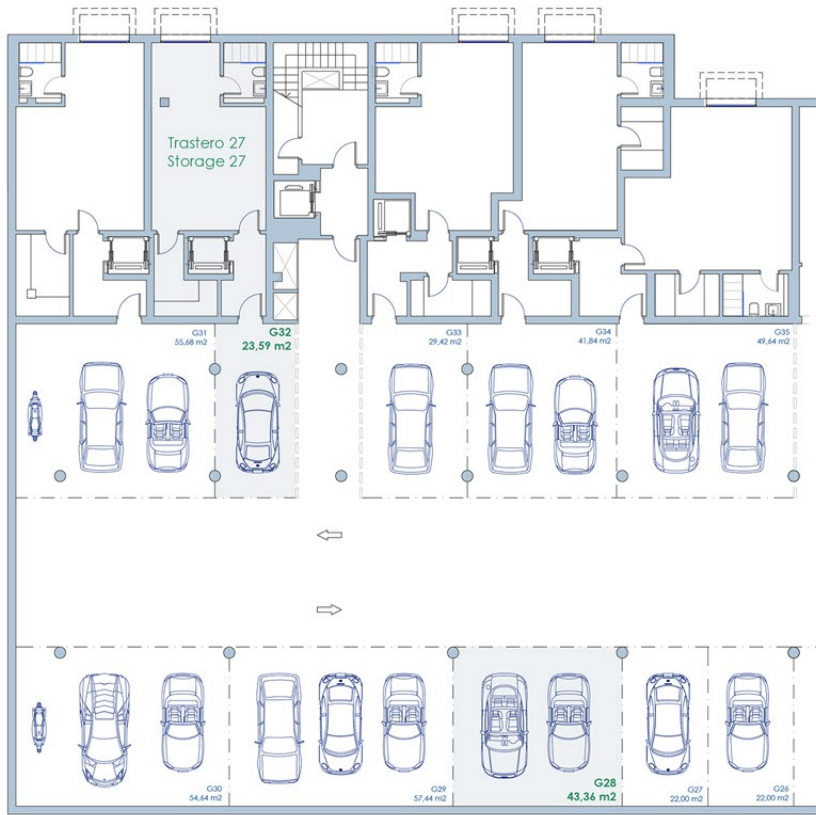 Trastero 27
Storage 27
G31
55,68 m2
G32
23,59 m2
G33
29,42 m2
G34
41,84 m2
G35
49,64 m2
G30
54,64 m2
G29
57,44 m2
G28
43,36 m2
G27
22,00 m2
G26
22,00 m2